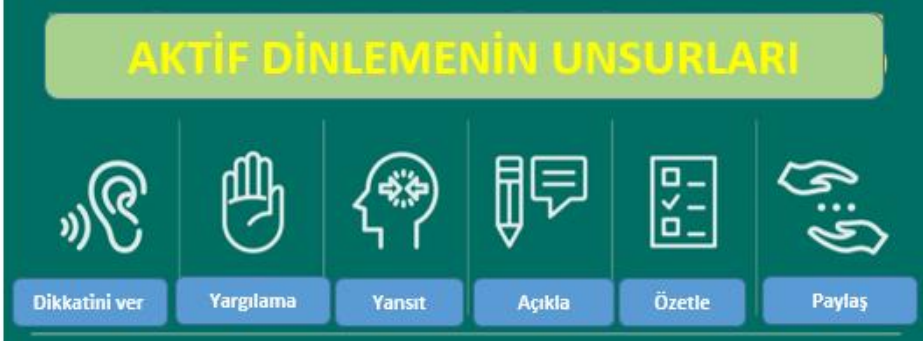 AKTİF DİNLEMENİN UNSURLARI
Dikkatini ver
Yargılama
Yansıt
Açıkla
Özetle
Paylaş